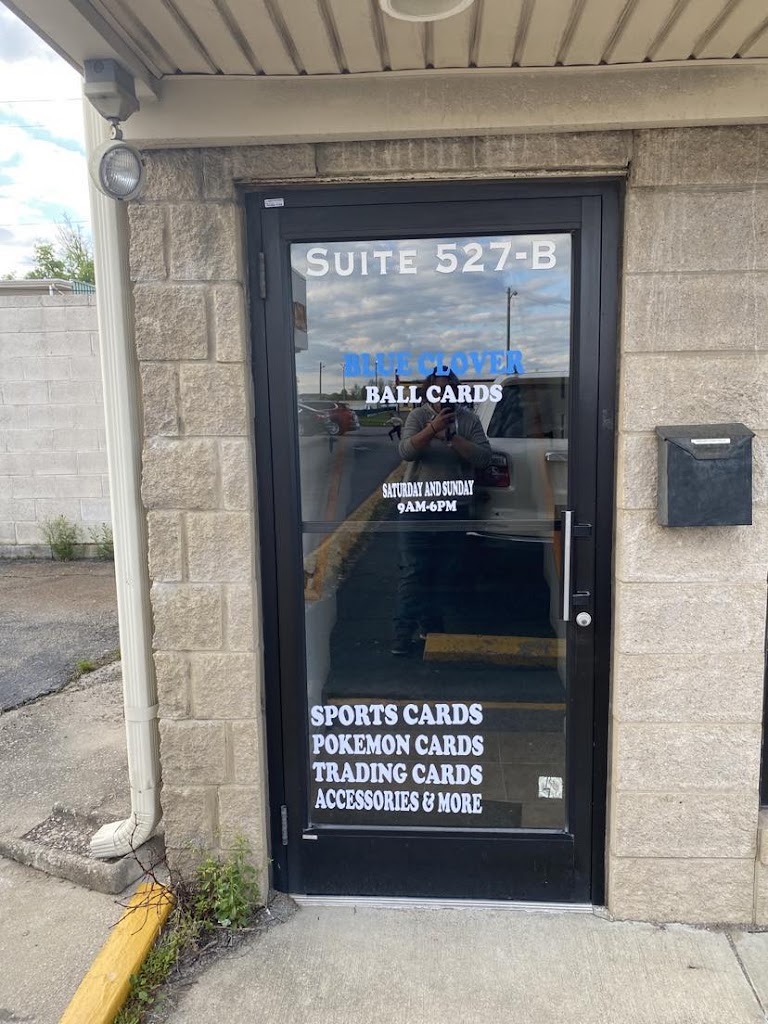 SUITE 527-B
BLUE CLOVER
BALL CARDS
SATURDAY AND SUNDAY
9AM-6PM
SPORTS CARDS
POKEMON CARDS
TRADING CARDS
ACCESSORIES & MORE